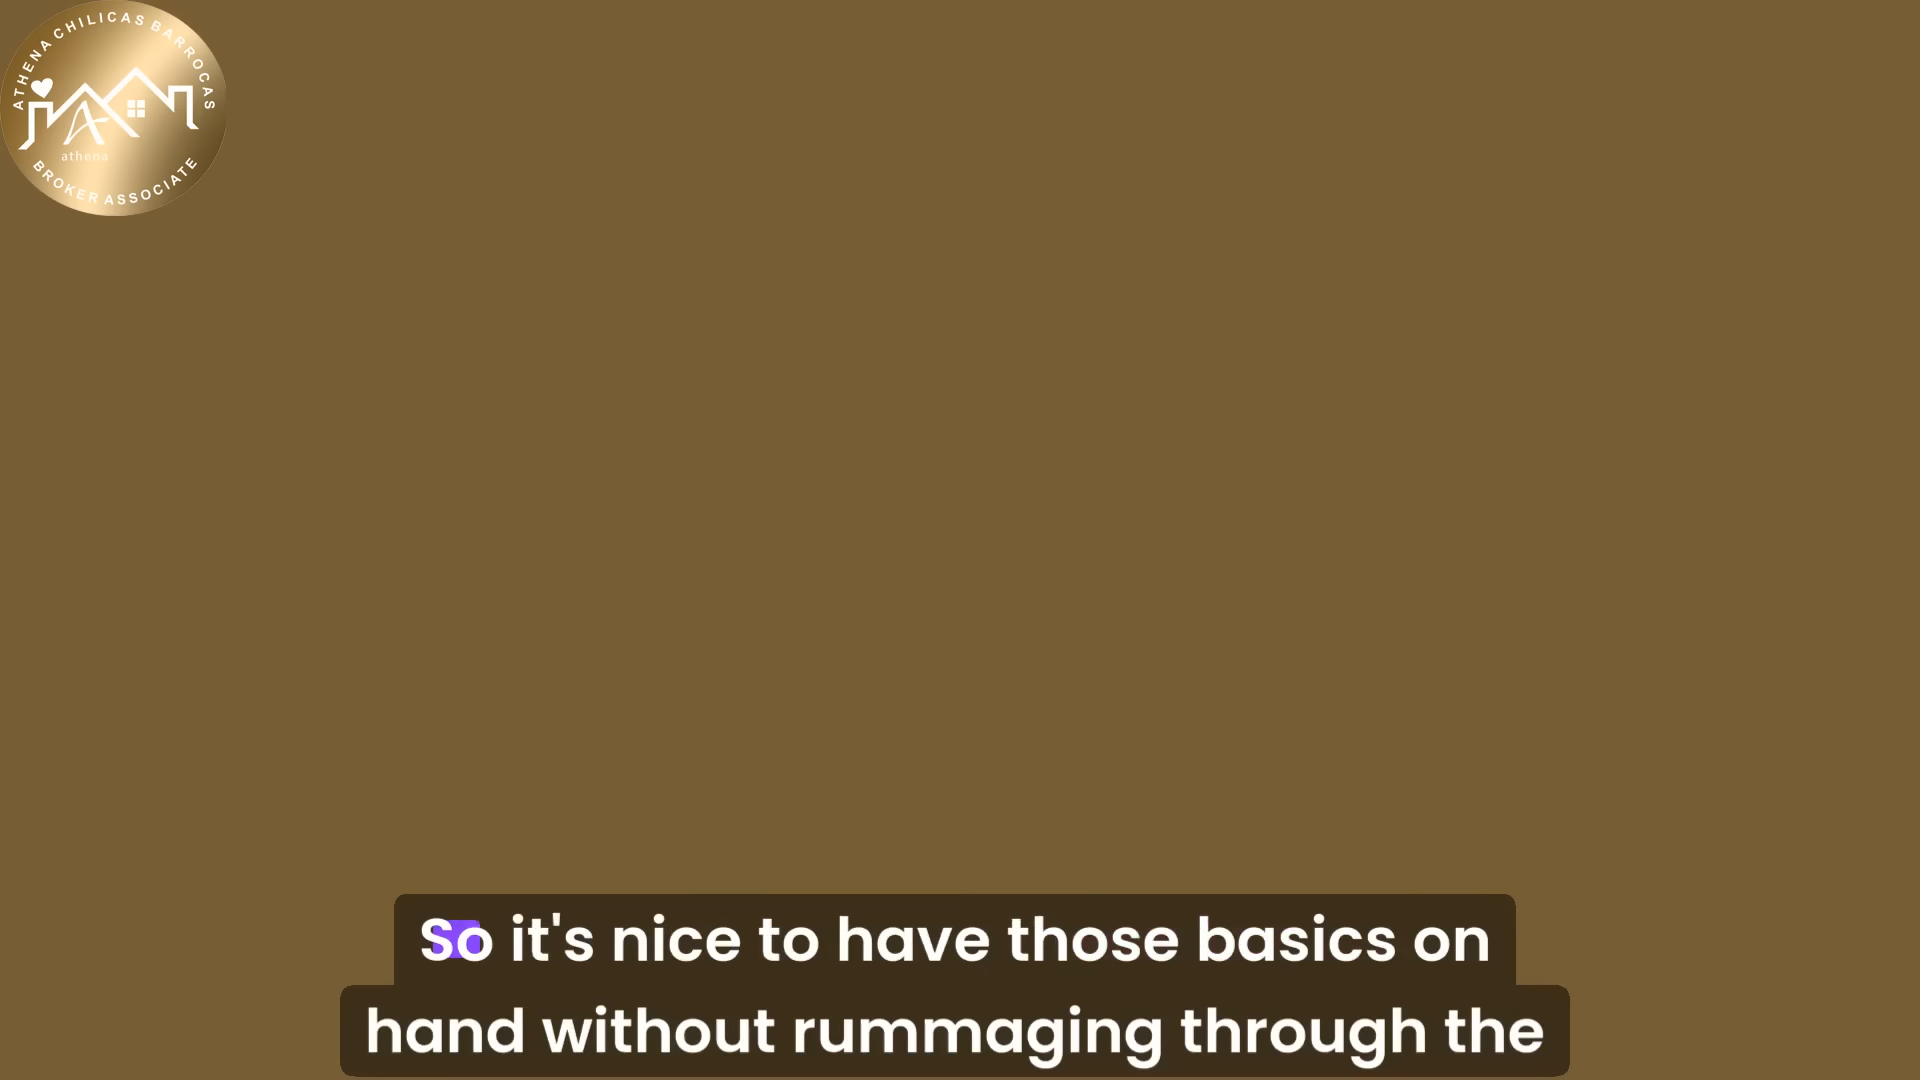 ATHENA CHILICAS BARROCAS
A
athena
BROKER ASSOCIATE
So it's nice to have those basics on
hand without rummaging through the